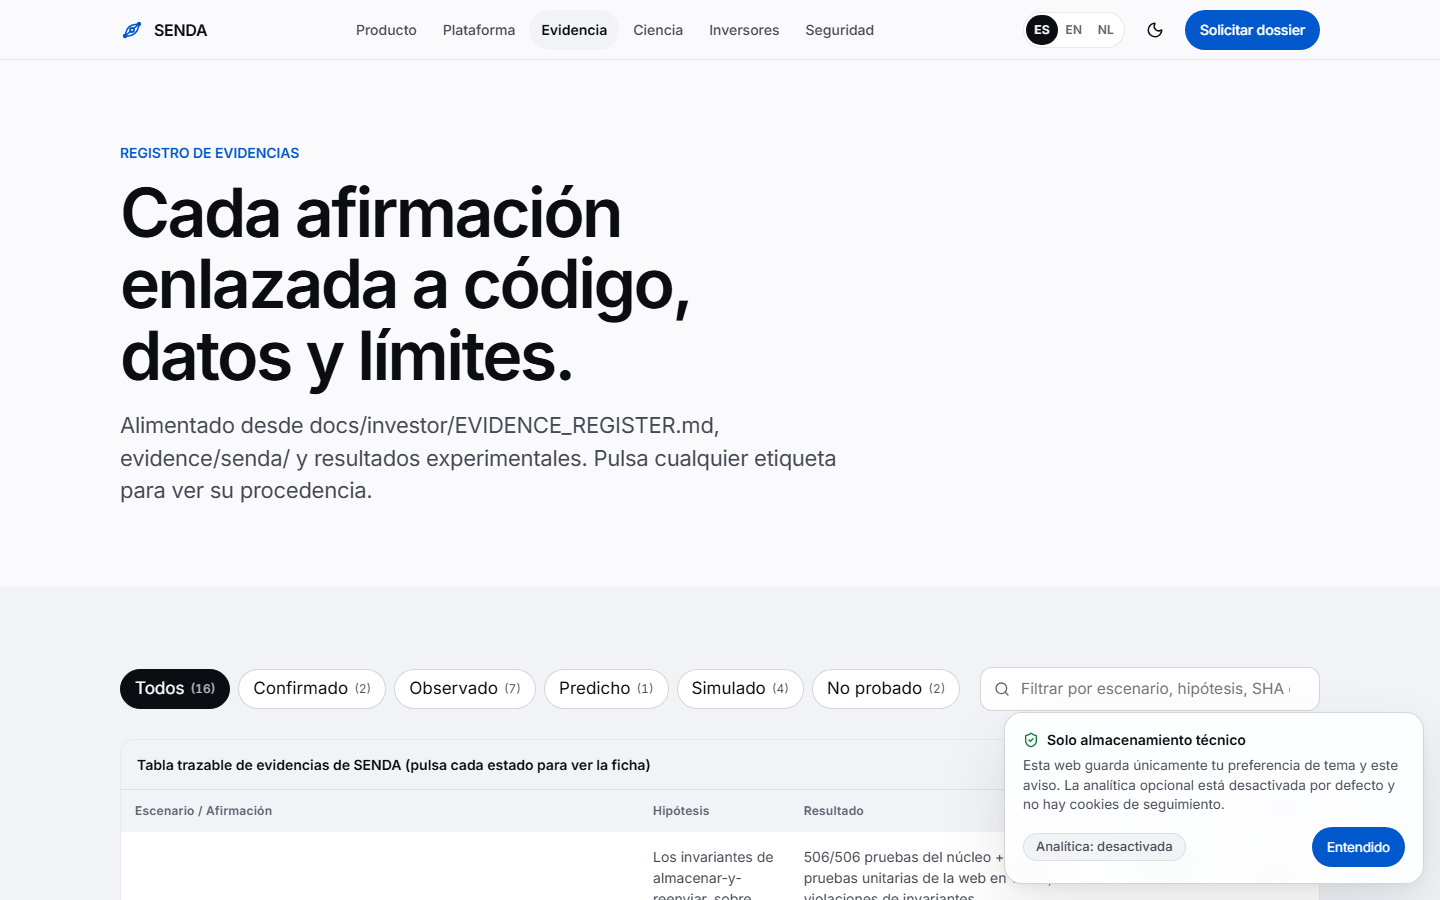 SENDA
Producto
Plataforma
Evidencia
Ciencia
Inversores
Seguridad
ES
EN
NL
Solicitar dossier
REGISTRO DE EVIDENCIAS
Cada afirmación
enlazada a código,
datos y límites.
Alimentado desde docs/investor/EVIDENCE_REGISTER.md,
evidence/senda/ y resultados experimentales. Pulsa cualquier etiqueta
para ver su procedencia.
Todos (16)
Confirmado (2)
Observado (7)
Predicho (1)
Simulado (4)
No probado (2)
Filtrar por escenario, hipótesis, SHA
Tabla trazable de evidencias de SENDA (pulsa cada estado para ver la ficha)
Escenario / Afirmación
Hipótesis
Resultado
Los invariantes de
almacenar-y-
reenviar, sobre
506/506 pruebas del núcleo +
pruebas unitarias de la web en
violaciones de invariantes
Solo almacenamiento técnico
Esta web guarda únicamente tu preferencia de tema y este
aviso. La analítica opcional está desactivada por defecto y
no hay cookies de seguimiento.
Analítica: desactivada
Entendido